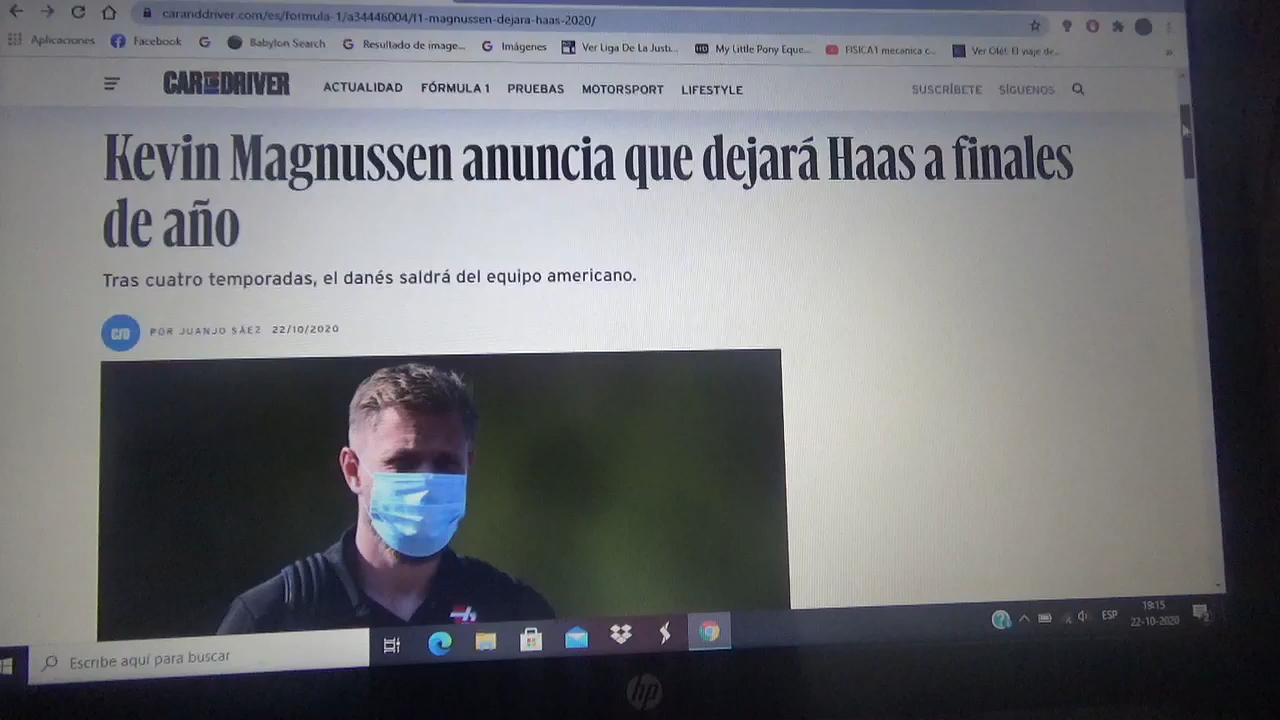 caranddriver.com/es/formula-1/a34446004/f1-magnussen-dejara-haas-2020/
Aplicaciones Facebook Babylon Search Resultado de image... Imágenes Ver Liga De La Justi... My Little Pony Eque... FISICA1 mecanica c... Ver Olé!: El viaje de...
CAR AND DRIVER ACTUALIDAD FÓRMULA 1 PRUEBAS MOTORSPORT LIFESTYLE SUSCRÍBETE SÍGUENOS
Kevin Magnussen anuncia que dejará Haas a finales
de año
Tras cuatro temporadas, el danés saldrá del equipo americano.
C/D POR JUANJO SÁEZ 22/10/2020
Escribe aquí para buscar
ESP
19:15
22-10-2020
2
hp